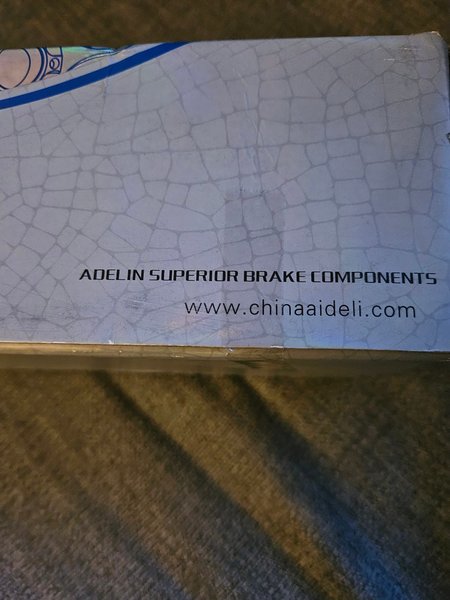 ADELIN SUPERIOR BRAKE COMPONENTS
www.chinaaideli.com